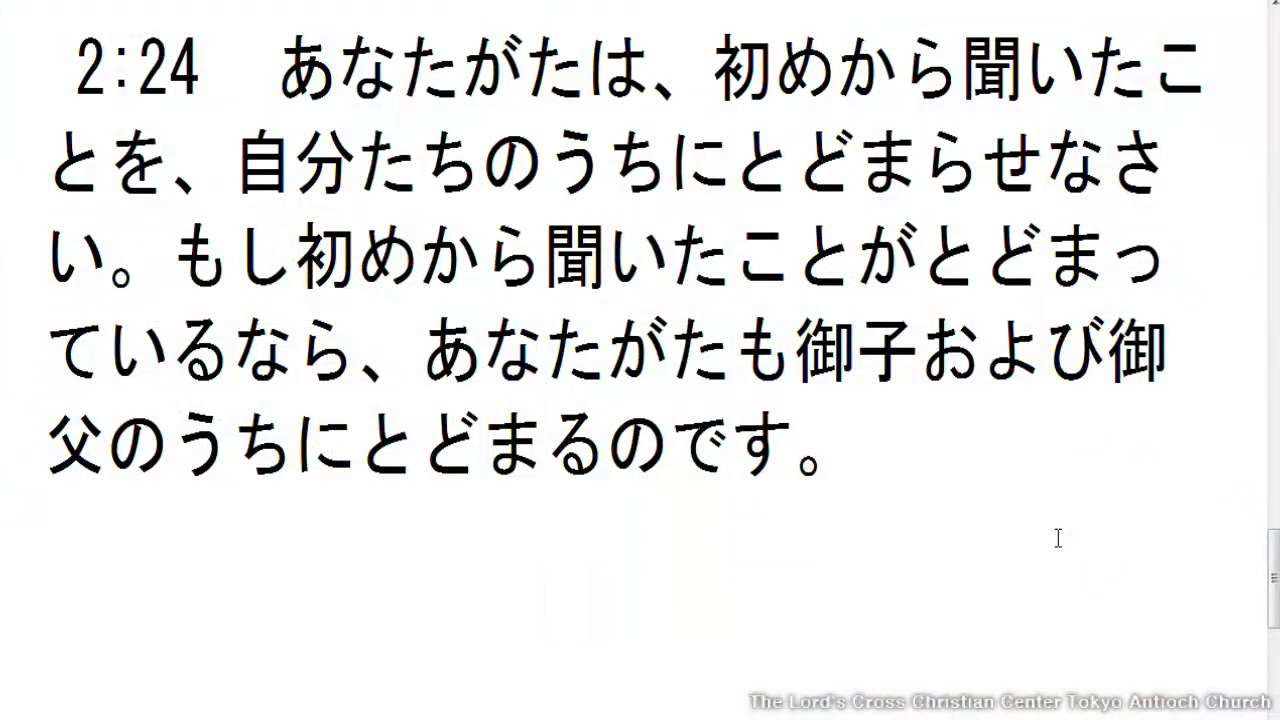 2:24　あなたがたは、初めから聞いたこ
とを、自分たちのうちにとどまらせなさ
い。もし初めから聞いたことがとどまっ
ているなら、あなたがたも御子および御
父のうちにとどまるのです。
The Lord's Cross Christian Center Tokyo Antioch Church